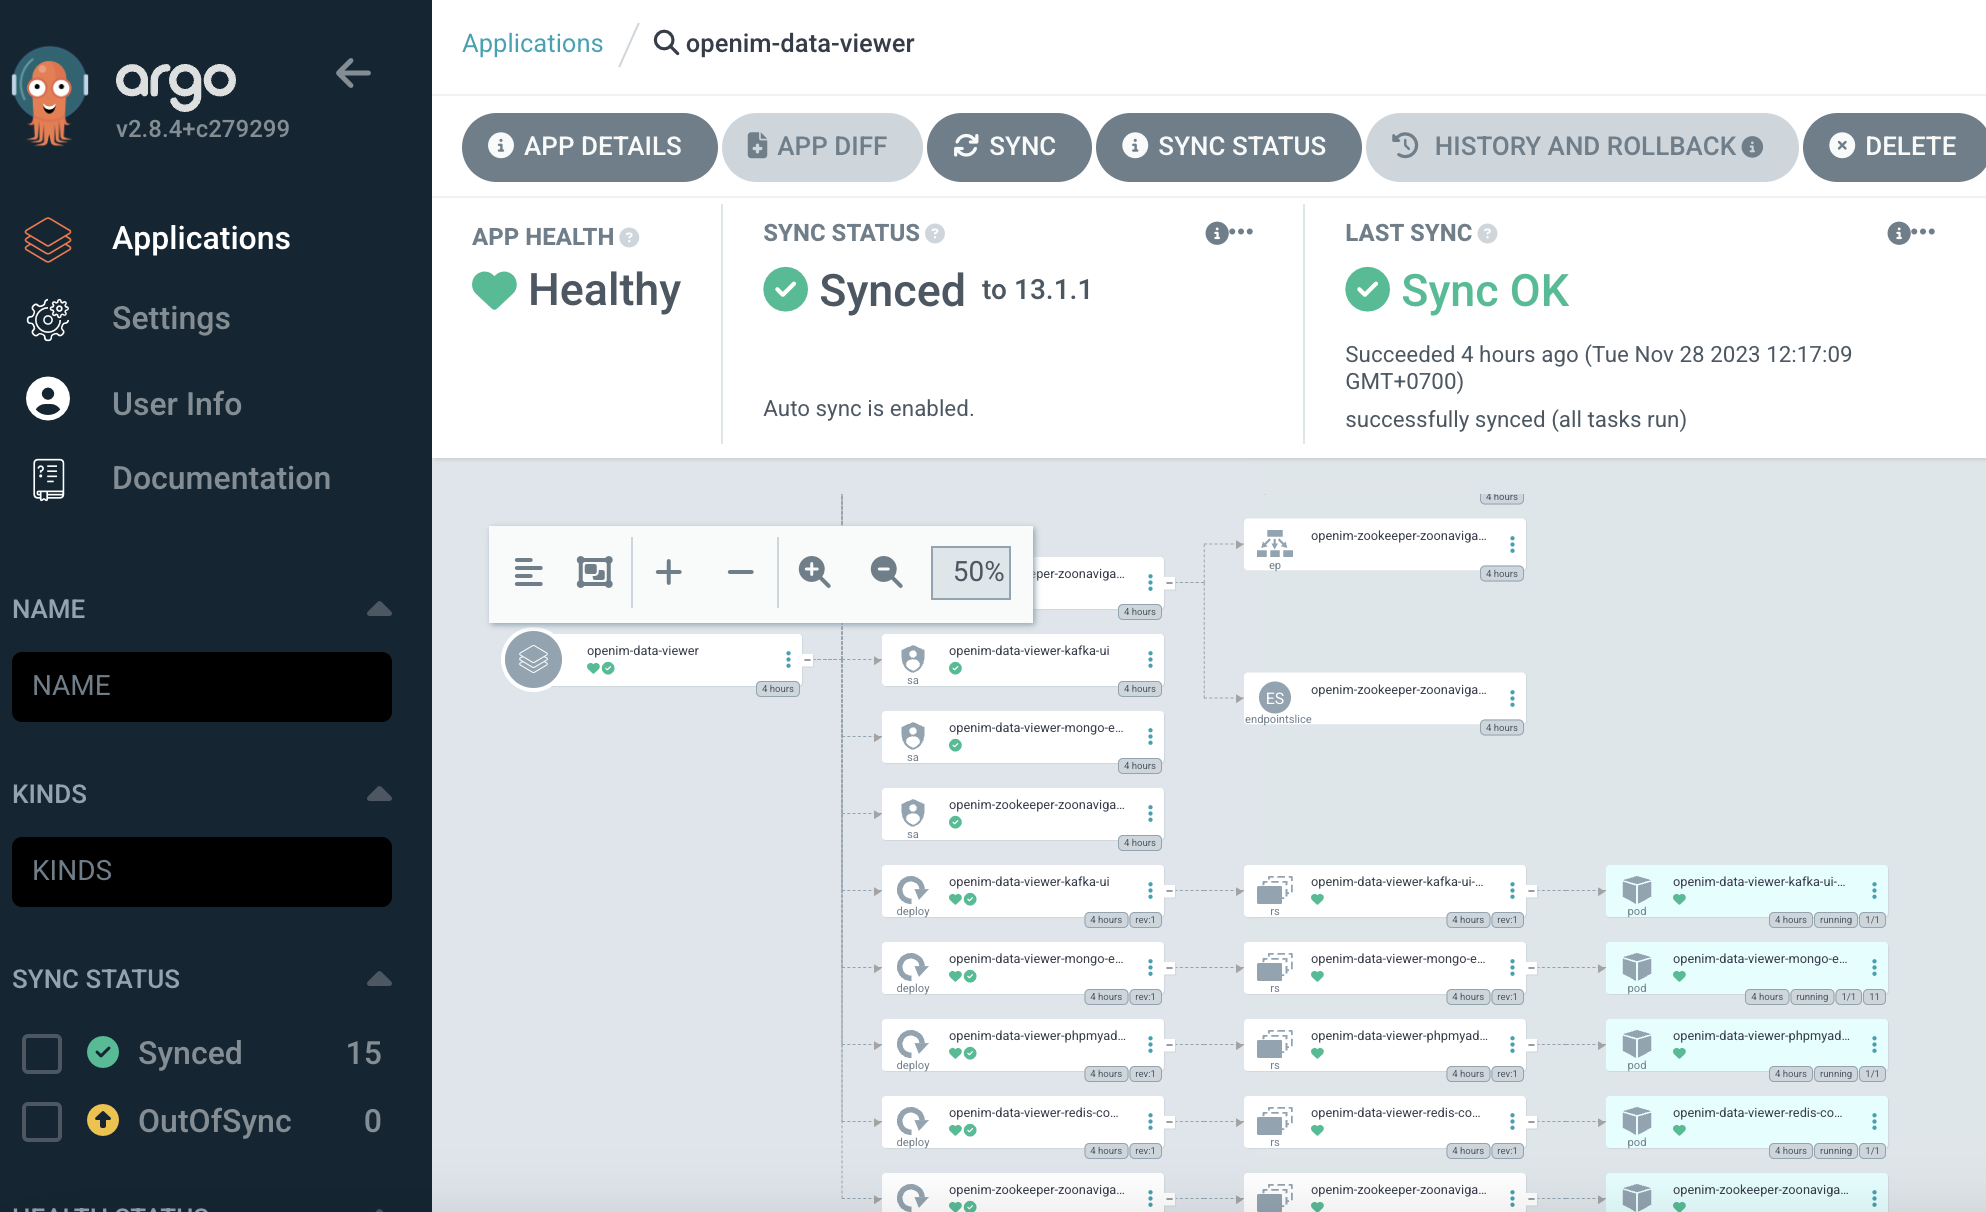 argo
v2.8.4+c279299
Applications
Settings
User Info
Documentation
NAME
NAME
KINDS
KINDS
SYNC STATUS
Synced 15
OutOfSync 0
HEALTH STATUS
Applications / openim-data-viewer
APP DETAILS APP DIFF SYNC SYNC STATUS HISTORY AND ROLLBACK DELETE
APP HEALTH
Healthy
SYNC STATUS
Synced to 13.1.1
Auto sync is enabled.
LAST SYNC
Sync OK
Succeeded 4 hours ago (Tue Nov 28 2023 12:17:09
GMT+0700)
successfully synced (all tasks run)
50%
4 hours
openim-zookeeper-zoonaviga...
ep
4 hours
eper-zoonaviga...
4 hours
openim-data-viewer
4 hours
openim-data-viewer-kafka-ui
sa
4 hours
ES
openim-zookeeper-zoonaviga...
endpointslice
4 hours
openim-data-viewer-mongo-e...
sa
4 hours
openim-zookeeper-zoonaviga...
sa
4 hours
openim-data-viewer-kafka-ui
deploy
4 hours rev:1
openim-data-viewer-kafka-ui-...
rs
4 hours rev:1
openim-data-viewer-kafka-ui-...
pod
4 hours running 1/1
openim-data-viewer-mongo-e...
deploy
4 hours rev:1
openim-data-viewer-mongo-e...
rs
4 hours rev:1
openim-data-viewer-mongo-e...
pod
4 hours running 1/1 11
openim-data-viewer-phpmyad...
deploy
4 hours rev:1
openim-data-viewer-phpmyad...
rs
4 hours rev:1
openim-data-viewer-phpmyad...
pod
4 hours running 1/1
openim-data-viewer-redis-co...
deploy
4 hours rev:1
openim-data-viewer-redis-co...
rs
4 hours rev:1
openim-data-viewer-redis-co...
pod
4 hours running 1/1
openim-zookeeper-zoonaviga...
openim-zookeeper-zoonaviga...
openim-zookeeper-zoonaviga...